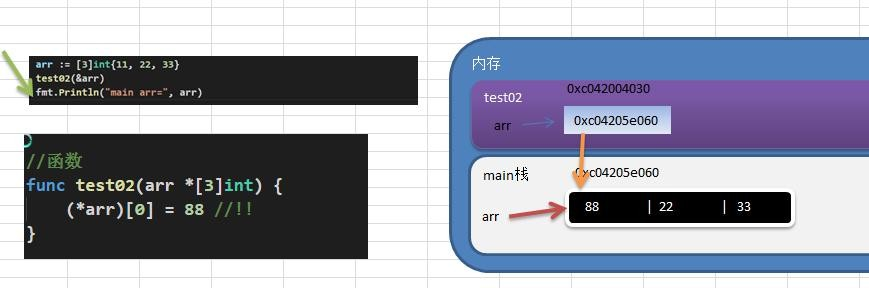 arr := [3]int{11, 22, 33}
test02(&arr)
fmt.Println("main arr=", arr)
//函数
func test02(arr *[3]int) {
(*arr)[0] = 88 //!!
}
内存
0xc042004030
test02
arr
0xc04205e060
main栈
0xc04205e060
arr
88 | 22 | 33